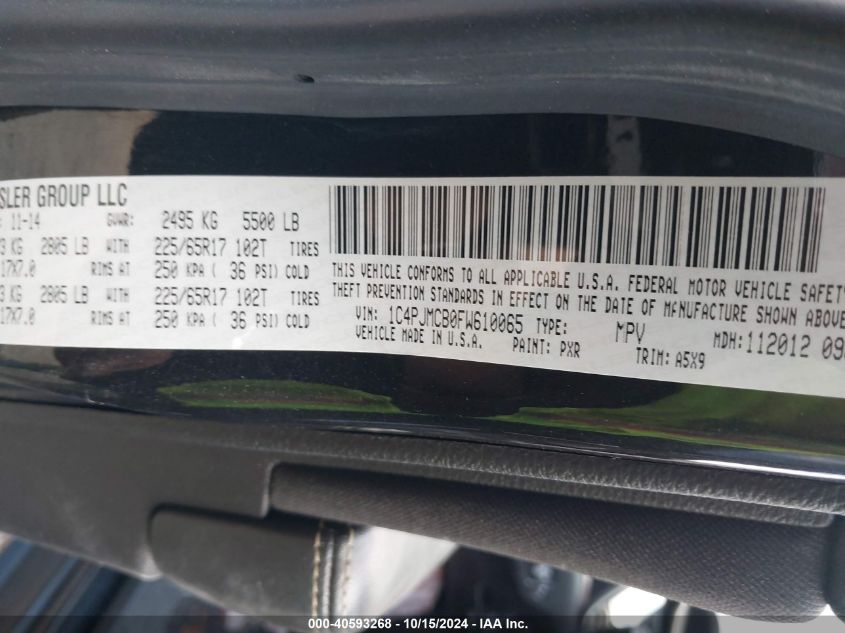 SLER GROUP LLC
11-14 GVWR: 2495 KG 5500 LB
KG 2805 LB WITH 225/65R17 102T TIRES
17X7.0 RIMS AT 250 KPA ( 36 PSI) COLD
KG 2805 LB WITH 225/65R17 102T TIRES
17X7.0 RIMS AT 250 KPA ( 36 PSI) COLD
THIS VEHICLE CONFORMS TO ALL APPLICABLE U.S.A. FEDERAL MOTOR VEHICLE SAFETY
THEFT PREVENTION STANDARDS IN EFFECT ON THE DATE OF MANUFACTURE SHOWN ABOVE
VIN: 1C4PJMCB0FW610065 TYPE: MPV MDH: 112012 09
VEHICLE MADE IN U.S.A. PAINT: PXR TRIM: A5X9
000-40593268 - 10/15/2024 - IAA Inc.